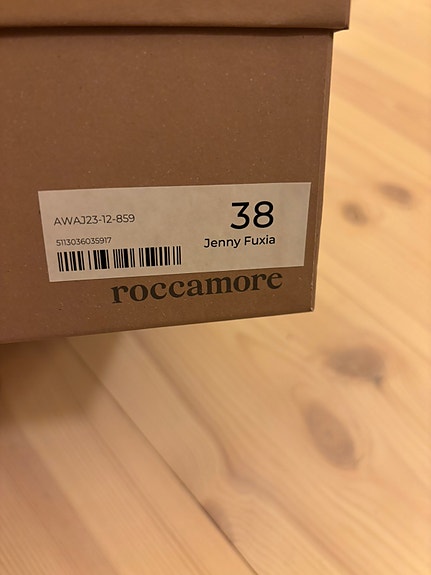 AWAJ23-12-859
38
5113036035917
Jenny Fuxia
roccamore